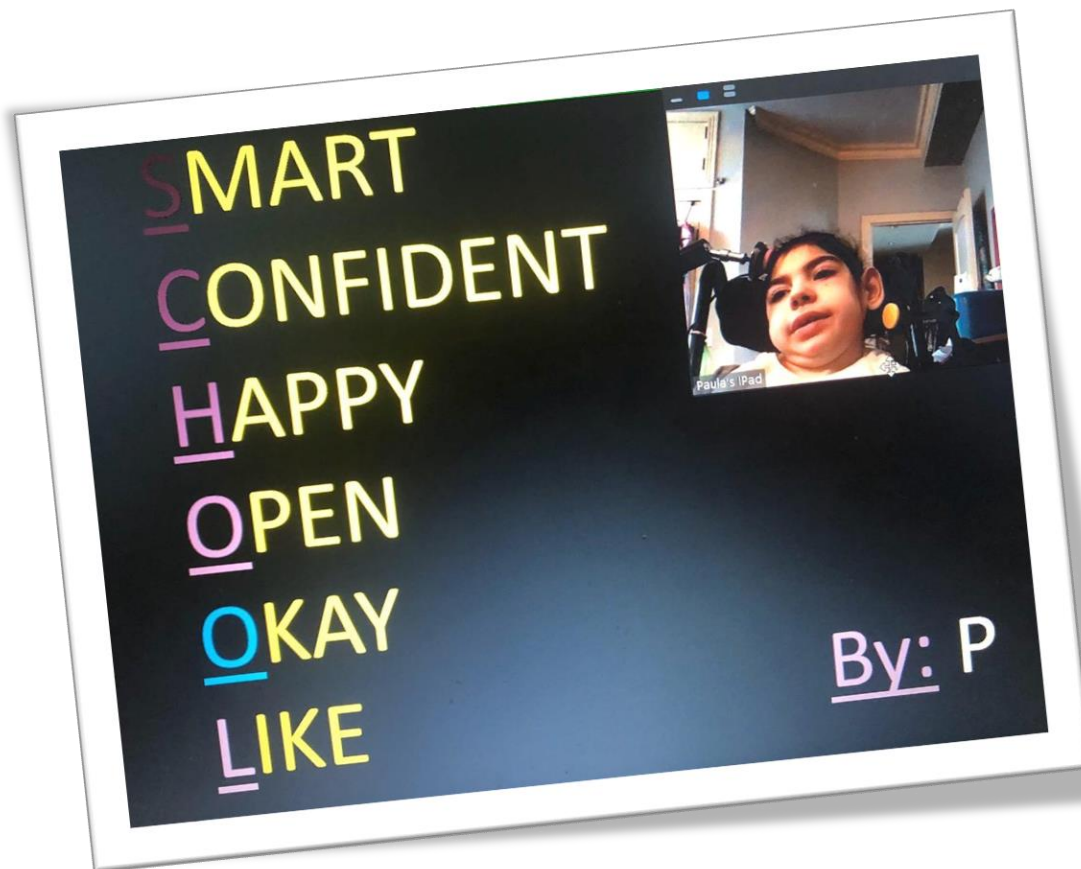 SMART
CONFIDENT
Paula's iPad
HAPPY
OPEN
OKAY
By: P
LIKE